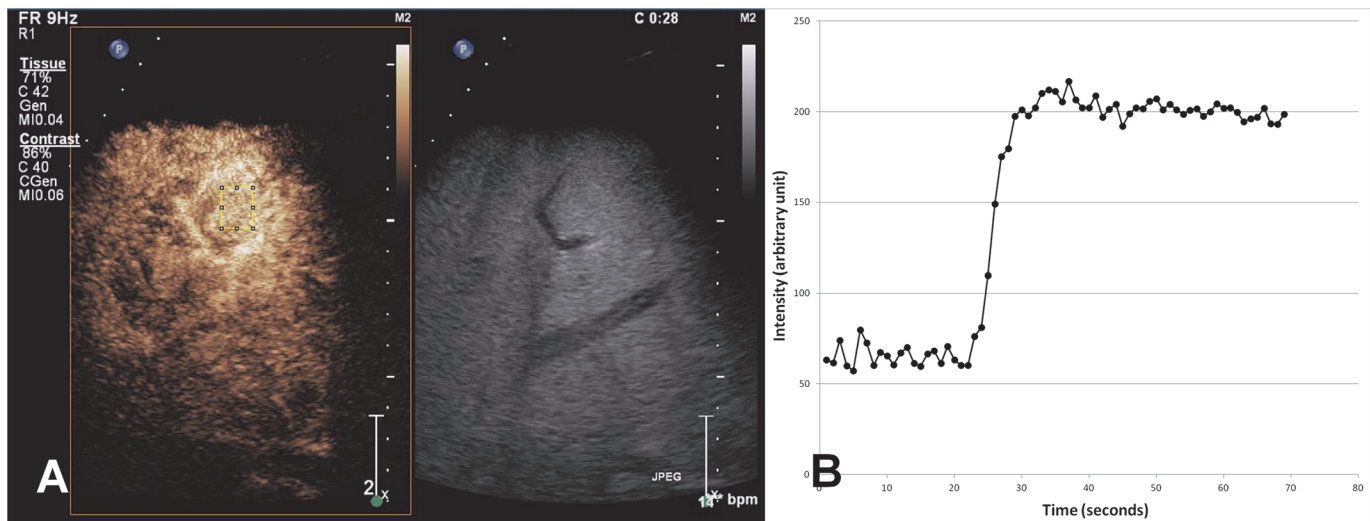 FR 9Hz
R1
M2
C 0:28
M2
P
P
Tissue
71%
C 42
Gen
MI0.04
Contrast
86%
C 40
CGen
MI0.06
2
x
JPEG
x
bpm
A
250
200
150
100
50
0
0
10
20
30
40
50
60
70
80
Intensity (arbitrary unit)
Time (seconds)
B